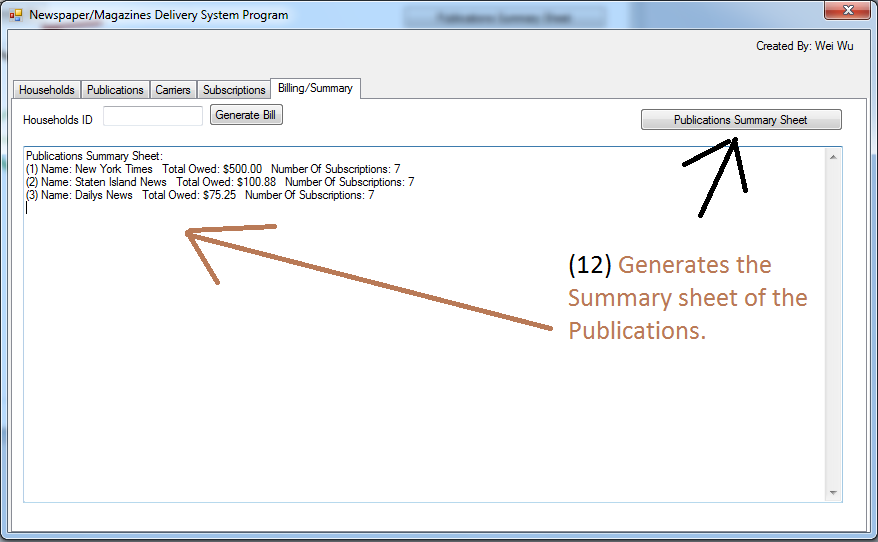 Newspaper/Magazines Delivery System Program
Publications Summary Sheet
Created By: Wei Wu
Households Publications Carriers Subscriptions Billing/Summary
Households ID Generate Bill Publications Summary Sheet
Publications Summary Sheet:
(1) Name: New York Times Total Owed: $500.00 Number Of Subscriptions: 7
(2) Name: Staten Island News Total Owed: $100.88 Number Of Subscriptions: 7
(3) Name: Dailys News Total Owed: $75.25 Number Of Subscriptions: 7
(12) Generates the
Summary sheet of the
Publications.